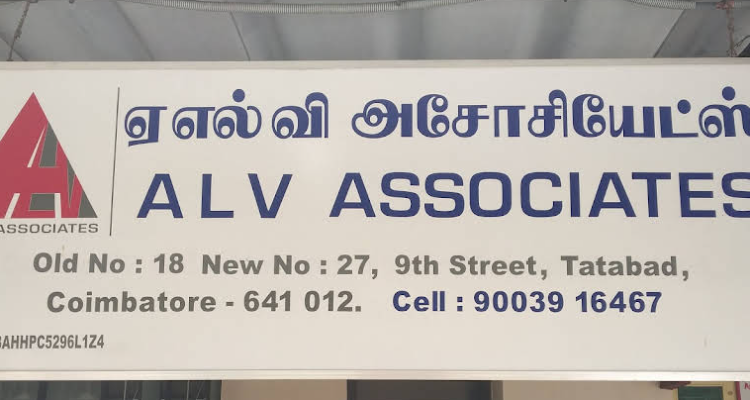 ஏ எல் வி அசோசியேட்ஸ்
ALV ASSOCIATES
ASSOCIATES
Old No : 18 New No : 27, 9th Street, Tatabad,
Coimbatore - 641 012. Cell : 90039 16467
AHHPC5296L1Z4